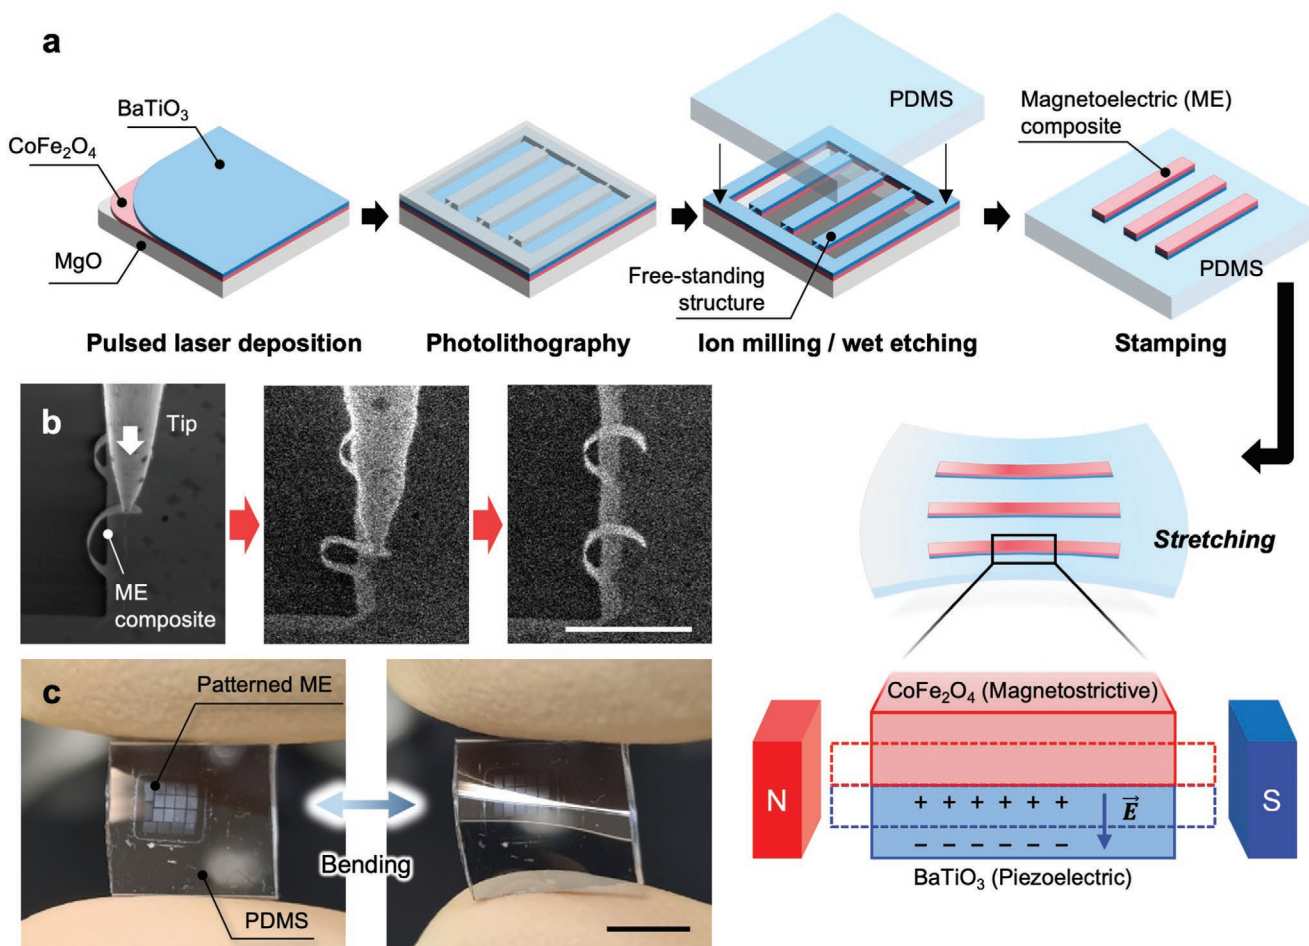 a
BaTiO₃
CoFe₂O₄
MgO
PDMS
Free-standing
structure
Magnetoelectric (ME)
composite
PDMS
Pulsed laser deposition
Photolithography
Ion milling / wet etching
Stamping
b
Tip
ME
composite
Stretching
c
Patterned ME
Bending
PDMS
CoFe₂O₄ (Magnetostrictive)
N
+ + + + + +
E⃗
– – – – – –
S
BaTiO₃ (Piezoelectric)